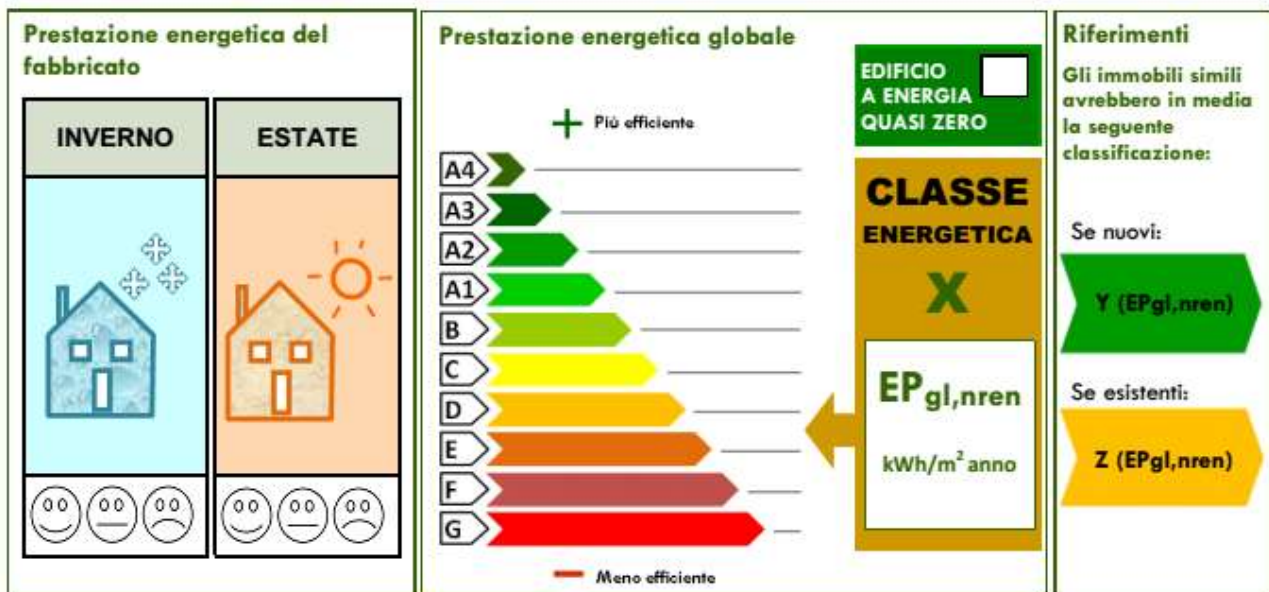 Prestazione energetica del
fabbricato
INVERNO
ESTATE
Prestazione energetica globale
Più efficiente
A4
A3
A2
A1
B
C
D
E
F
G
Meno efficiente
EDIFICIO
A ENERGIA
QUASI ZERO
CLASSE
ENERGETICA
X
EPgl,nren
kWh/m² anno
Riferimenti
Gli immobili simili
avrebbero in media
la seguente
classificazione:
Se nuovi:
Y (EPgl,nren)
Se esistenti:
Z (EPgl,nren)